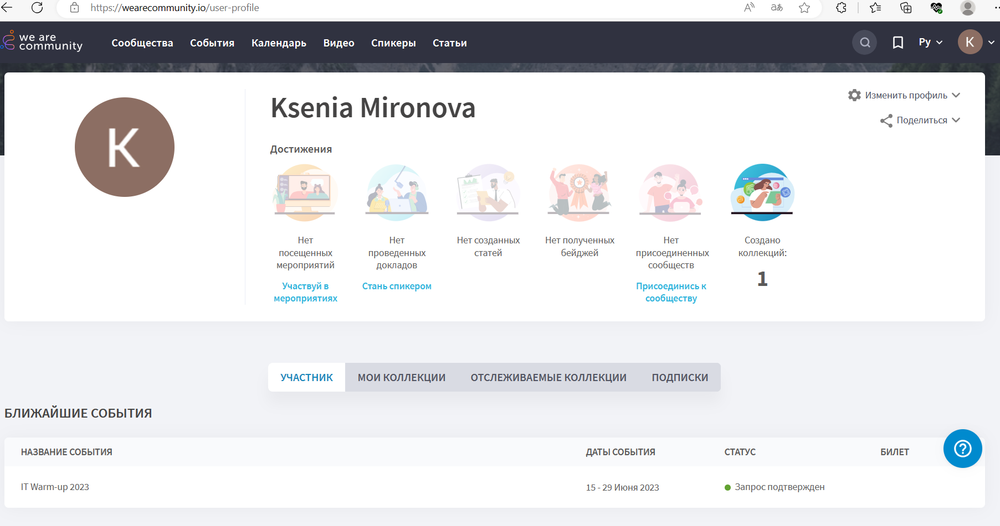 https://wearecommunity.io/user-profile
we are
community
Сообщества События Календарь Видео Спикеры Статьи
Ру
K
K
Ksenia Mironova
Изменить профиль
Поделиться
Достижения
Нет
посещенных
мероприятий
Участвуй в
мероприятиях
Нет
проведенных
докладов
Стань спикером
Нет созданных
статей
Нет полученных
бейджей
Нет
присоединенных
сообществ
Присоединись к
сообществу
Создано
коллекций:
1
УЧАСТНИК МОИ КОЛЛЕКЦИИ ОТСЛЕЖИВАЕМЫЕ КОЛЛЕКЦИИ ПОДПИСКИ
БЛИЖАЙШИЕ СОБЫТИЯ
НАЗВАНИЕ СОБЫТИЯ ДАТЫ СОБЫТИЯ СТАТУС БИЛЕТ
IT Warm-up 2023 15 - 29 Июня 2023 Запрос подтвержден